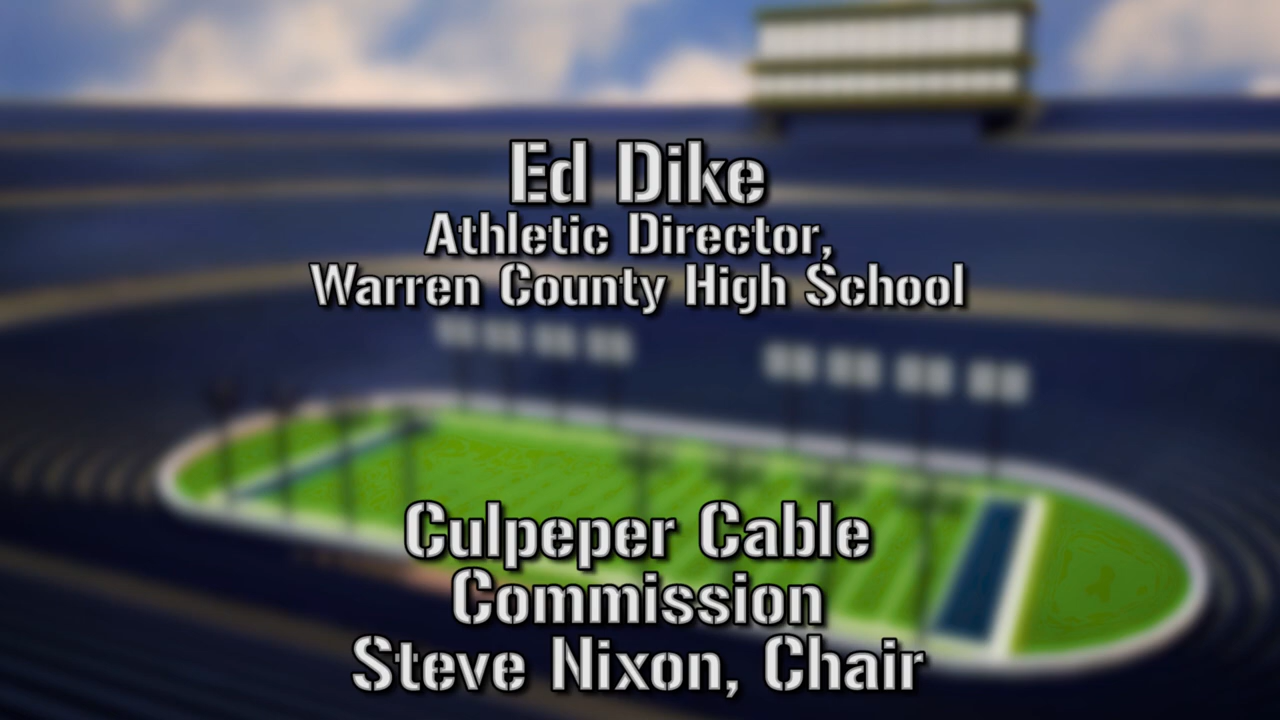 Ed Dike
Athletic Director,
Warren County High School
Culpeper Cable
Commission
Steve Nixon, Chair